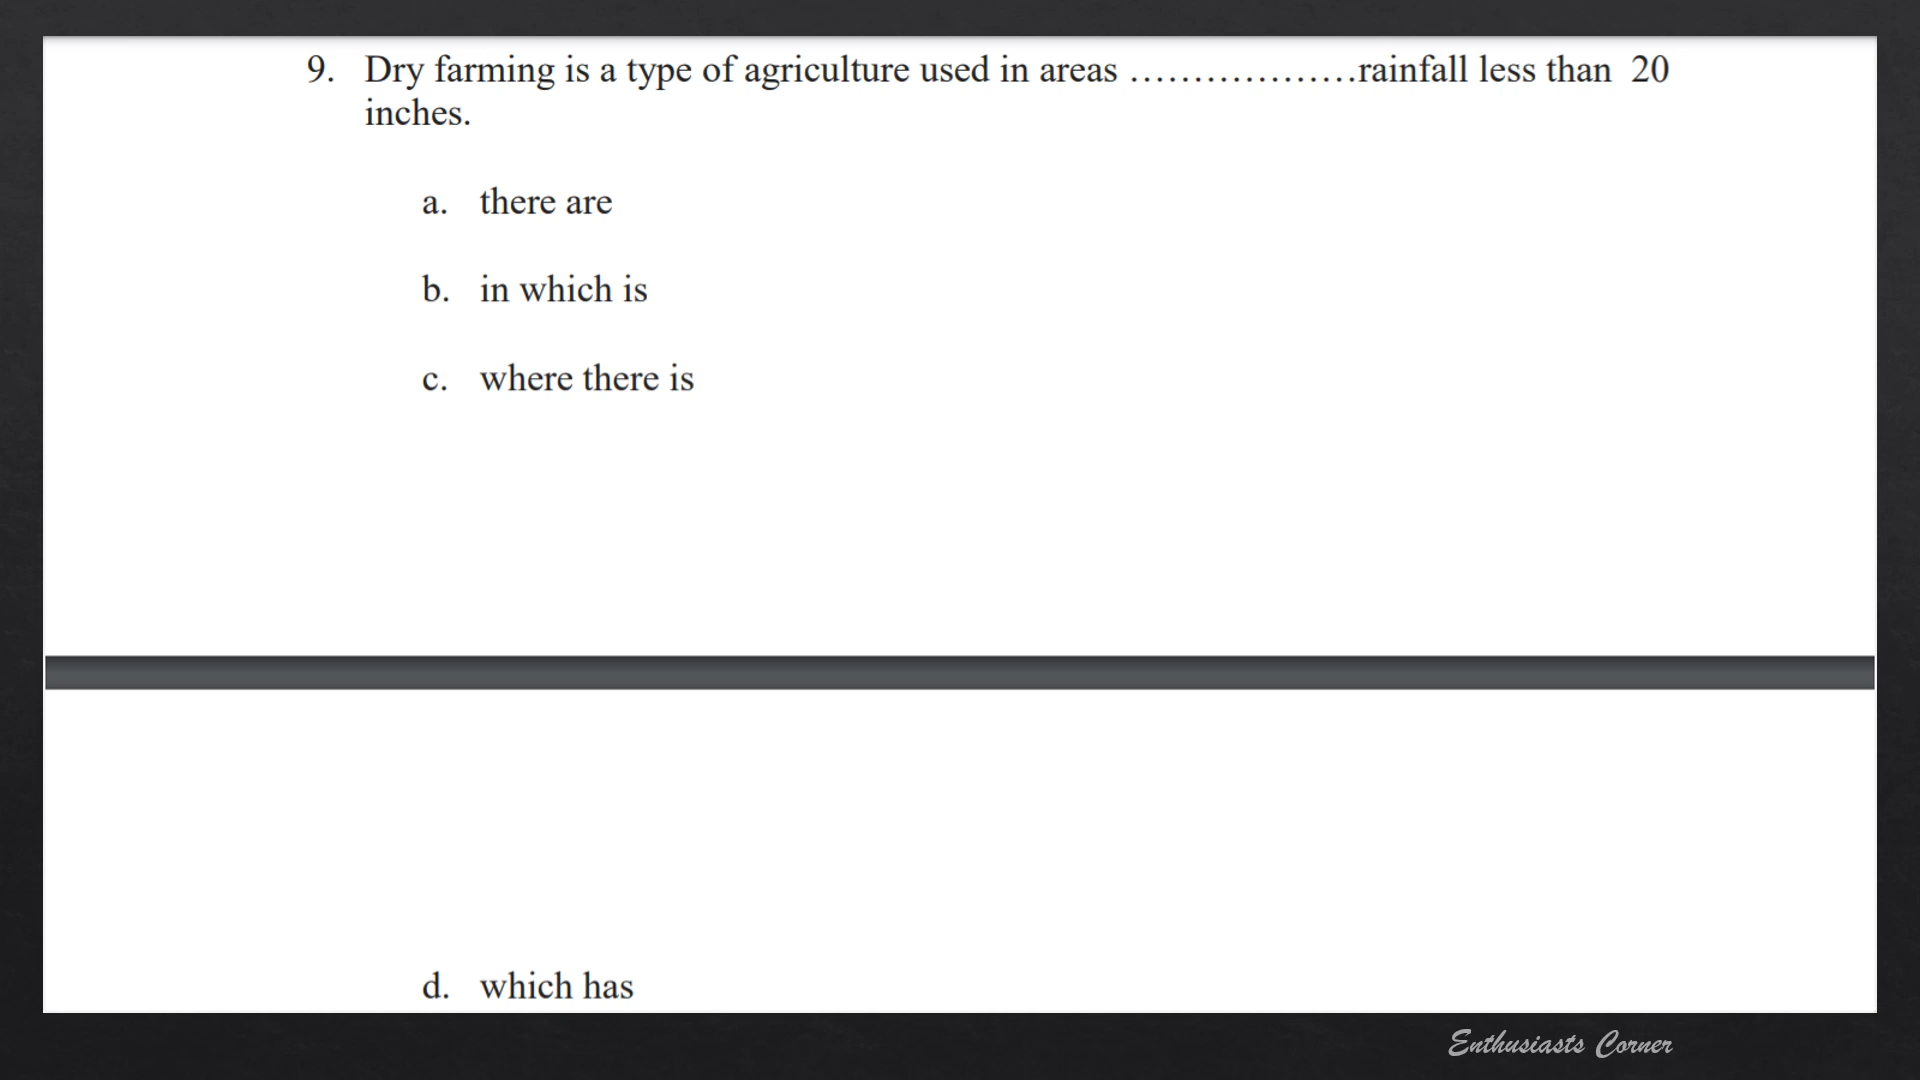 9. Dry farming is a type of agriculture used in areas ..................rainfall less than 20
inches.
a. there are
b. in which is
c. where there is
d. which has
Enthusiasts Corner